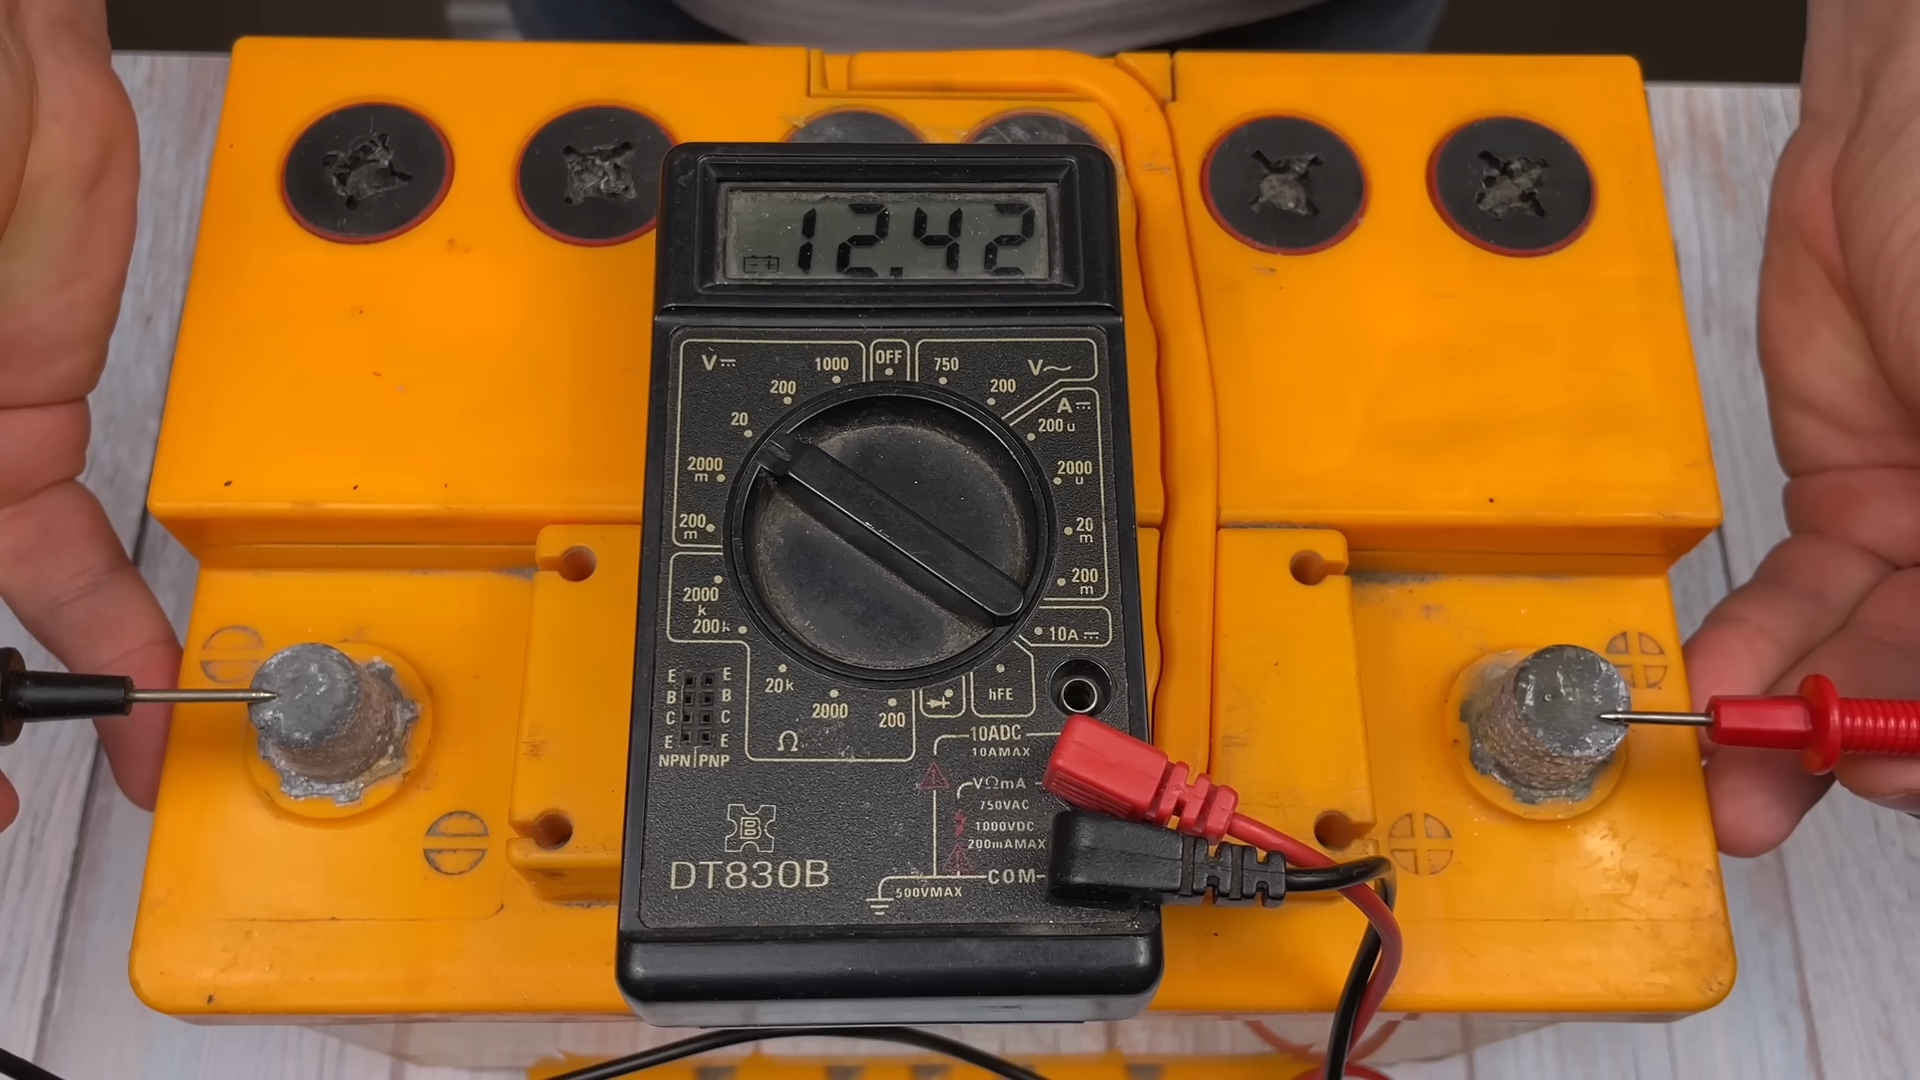 12.42
V⎓
1000
OFF
750
V~
200
200
A⎓
20
200u
2000
m
2000
u
200
m
20
m
2000
k
200
m
200k
10A⎓
20k
2000
200
hFE
Ω
E
B
C
E
E
B
C
E
NPN|PNP
10ADC
10AMAX
VΩmA
750VAC
1000VDC
200mAMAX
COM
500VMAX
B
DT830B